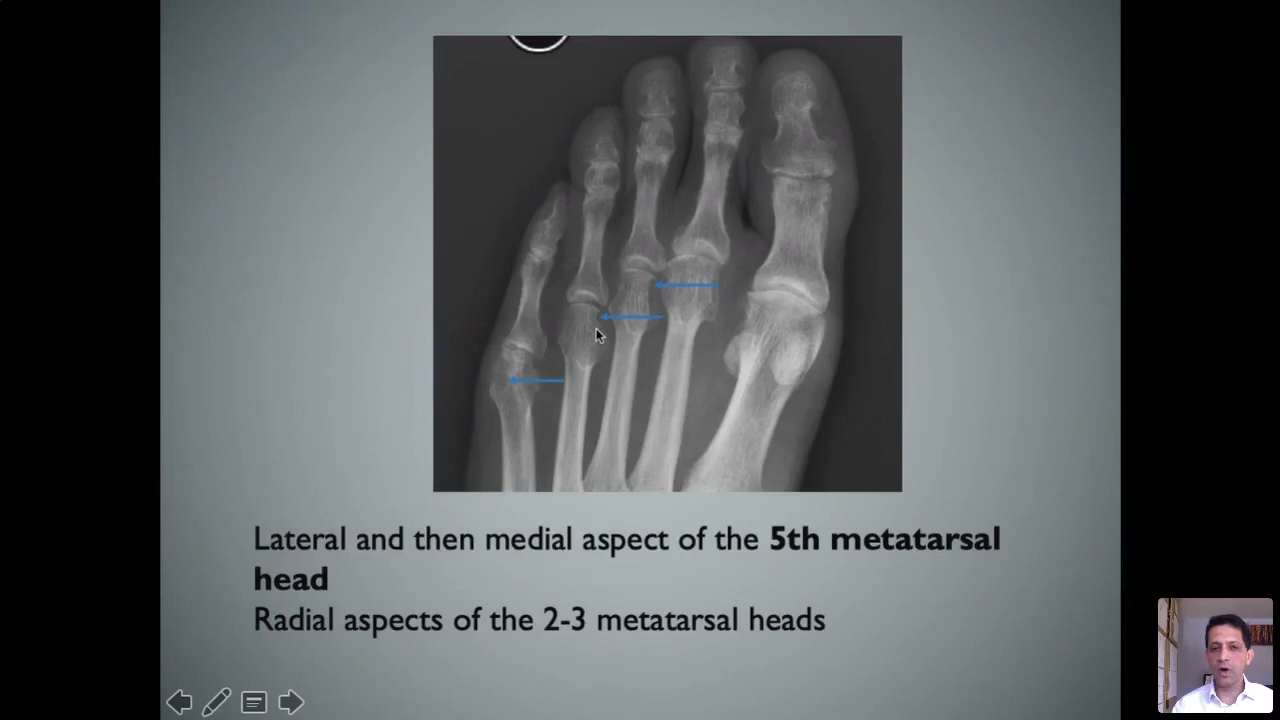 Lateral and then medial aspect of the 5th metatarsal
head
Radial aspects of the 2-3 metatarsal heads